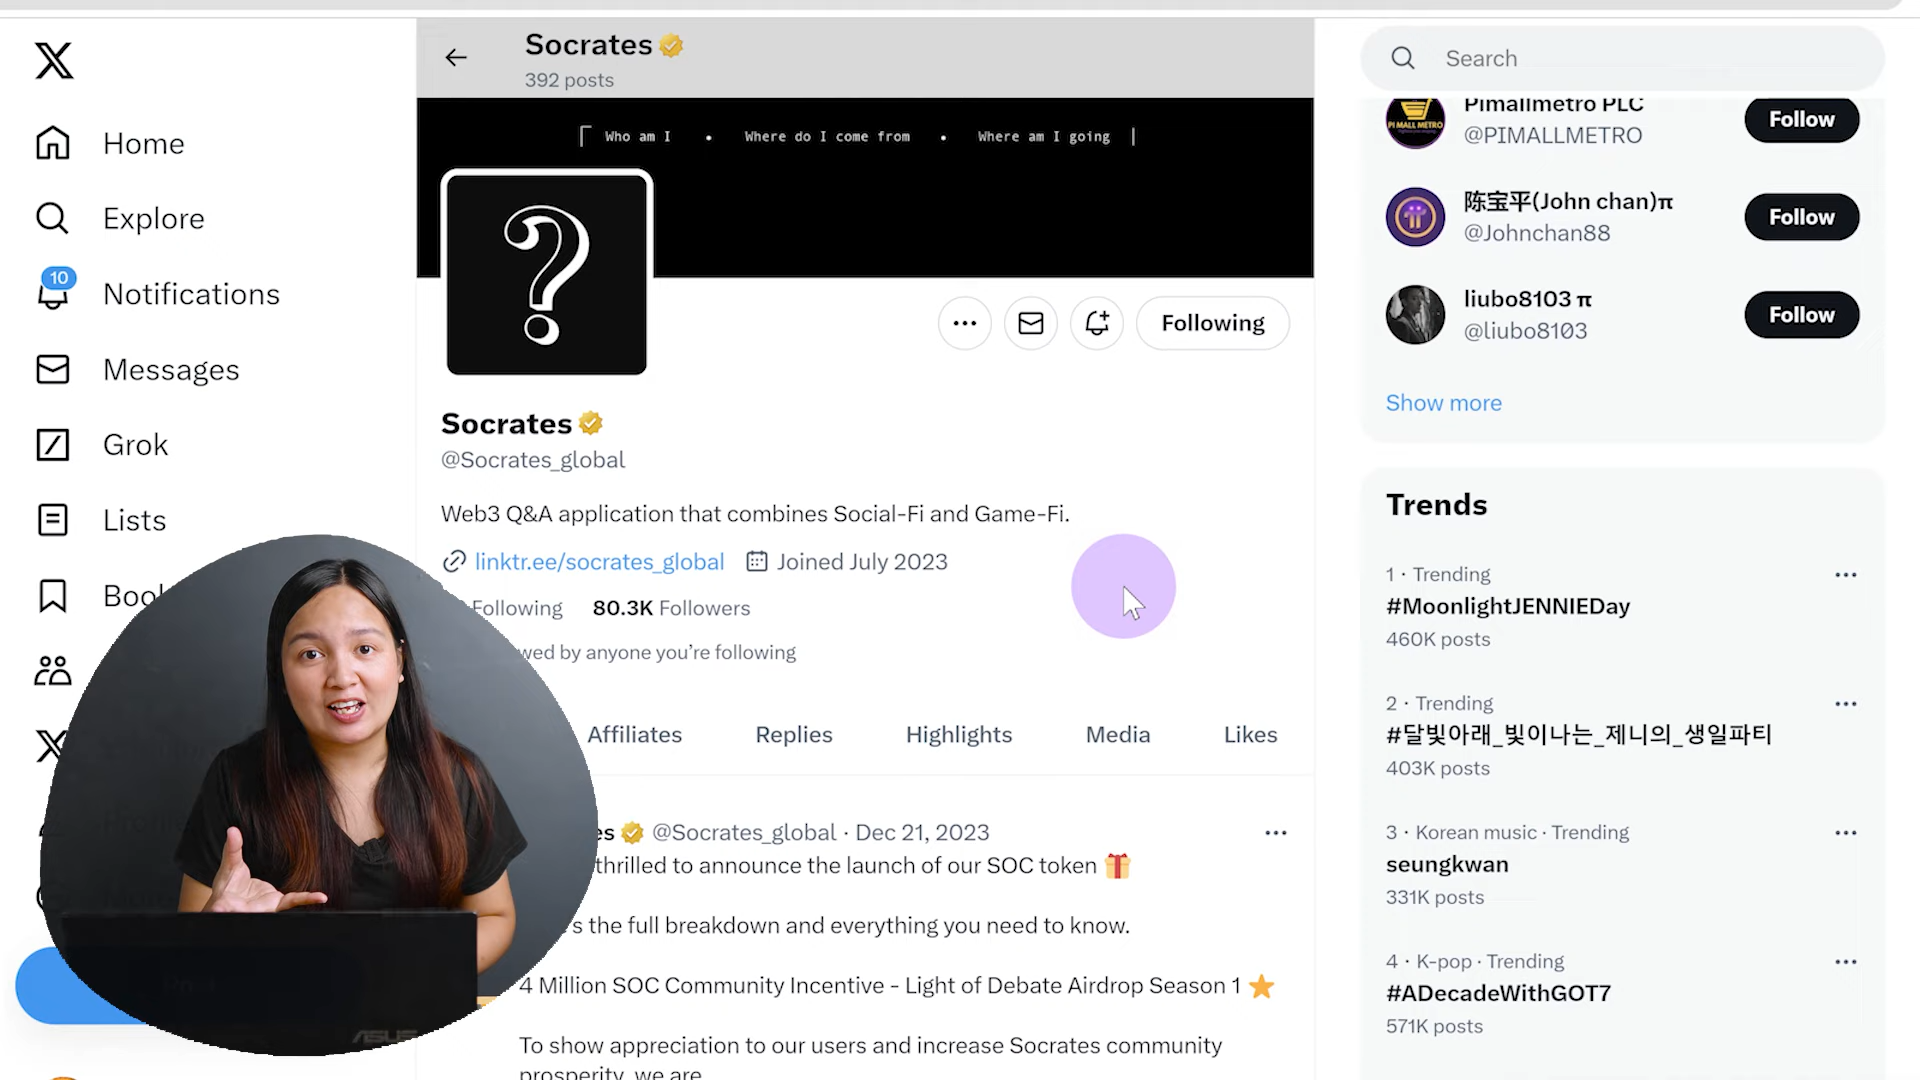 Home
Explore
10
Notifications
Messages
Grok
Lists
ASUS
Socrates
392 posts
Who am I • Where do I come from • Where am I going
Following
Socrates
@Socrates_global
Web3 Q&A application that combines Social-Fi and Game-Fi.
linktr.ee/socrates_global Joined July 2023
Following 80.3K Followers
by anyone you’re following
Affiliates Replies Highlights Media Likes
@Socrates_global · Dec 21, 2023
thrilled to announce the launch of our SOC token
the full breakdown and everything you need to know.
4 Million SOC Community Incentive - Light of Debate Airdrop Season 1
To show appreciation to our users and increase Socrates community
prosperity, we are
Search
Pimallmetro PLC
@PIMALLMETRO
Follow
PI MALL METRO
陈宝平(John chan)π
@Johnchan88
Follow
liubo8103 π
@liubo8103
Follow
Show more
Trends
1 · Trending
#MoonlightJENNIEDay
460K posts
2 · Trending
#달빛아래_빛이나는_제니의_생일파티
403K posts
3 · Korean music · Trending
seungkwan
331K posts
4 · K-pop · Trending
#ADecadeWithGOT7
571K posts